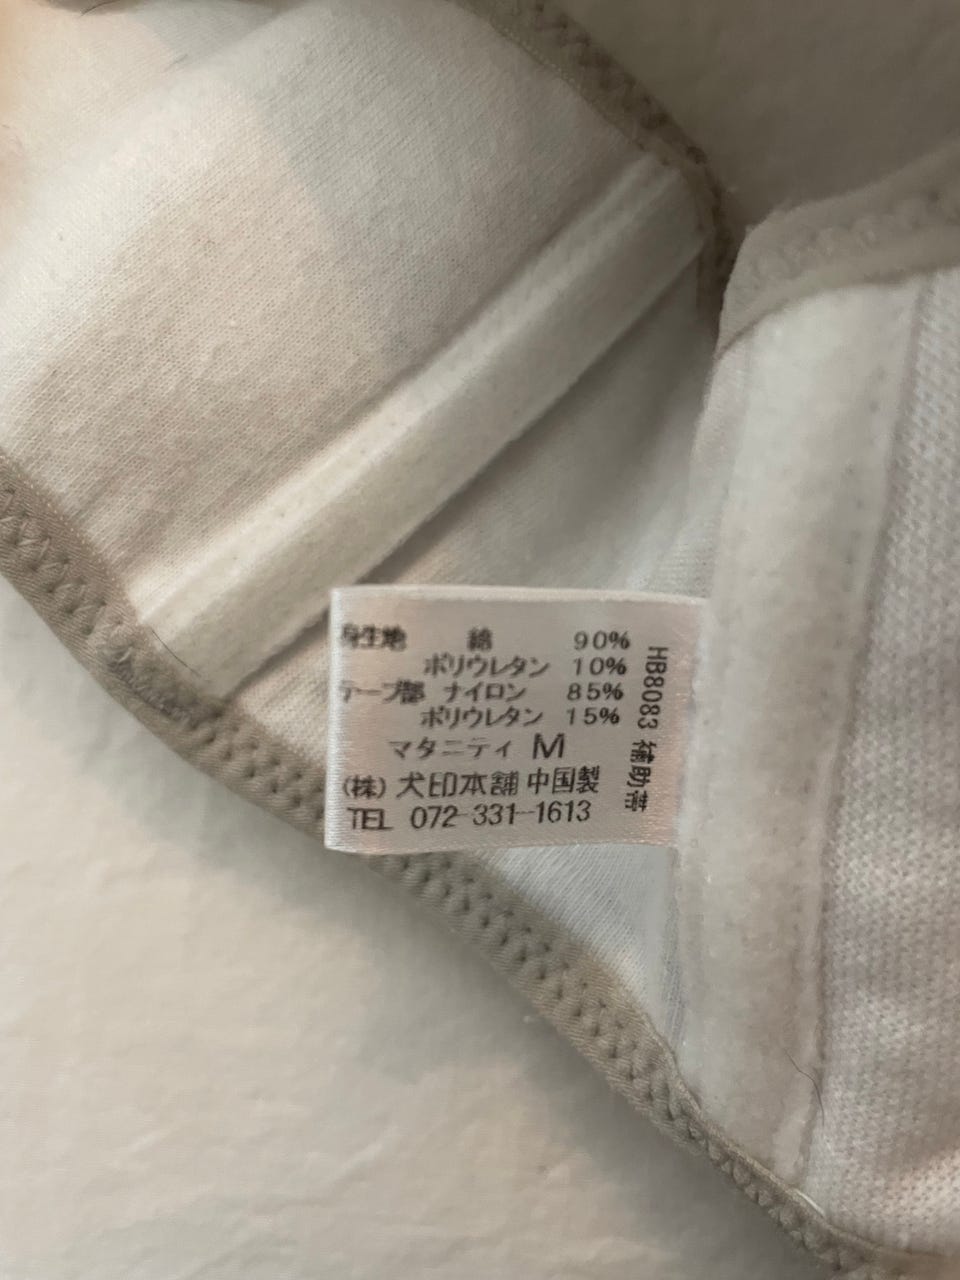 身生地 綿 90%
ポリウレタン 10%
テープ部 ナイロン 85%
ポリウレタン 15%
マタニティ M
(株) 犬印本舗 中国製
TEL 072-331-1613
HB8083 補助帯